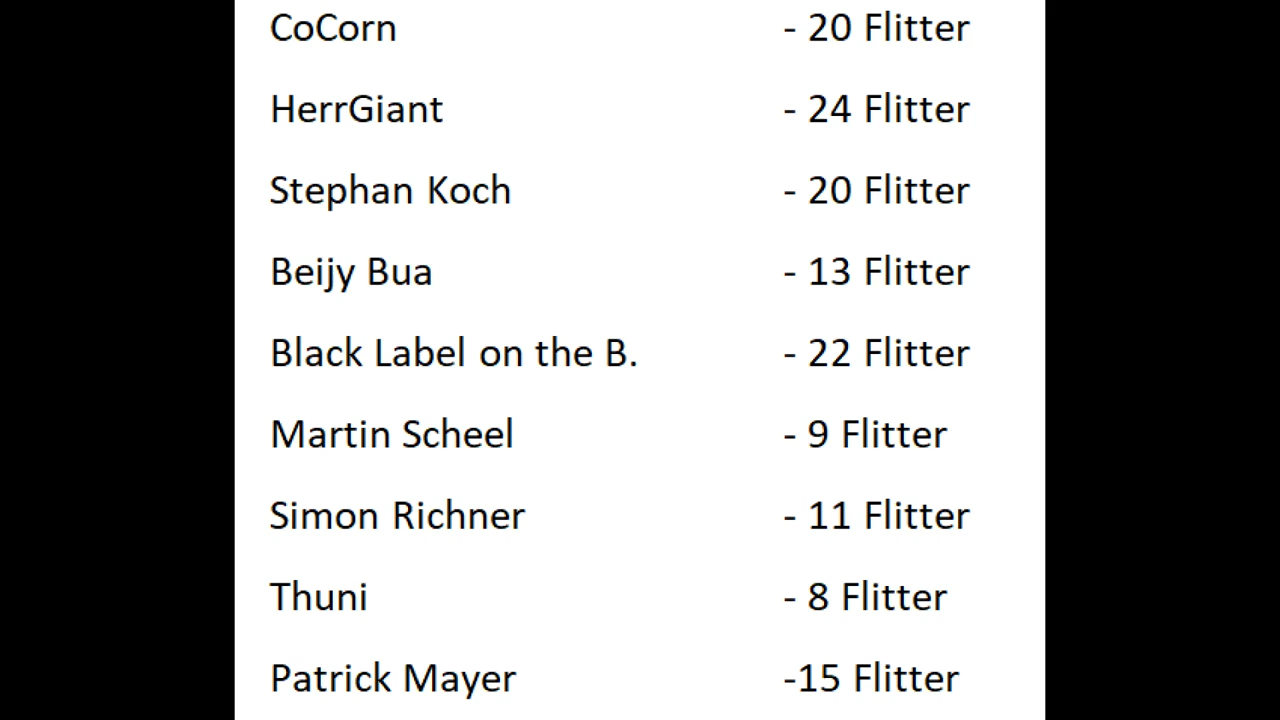 CoCorn - 20 Flitter
HerrGiant - 24 Flitter
Stephan Koch - 20 Flitter
Beijy Bua - 13 Flitter
Black Label on the B. - 22 Flitter
Martin Scheel - 9 Flitter
Simon Richner - 11 Flitter
Thuni - 8 Flitter
Patrick Mayer -15 Flitter